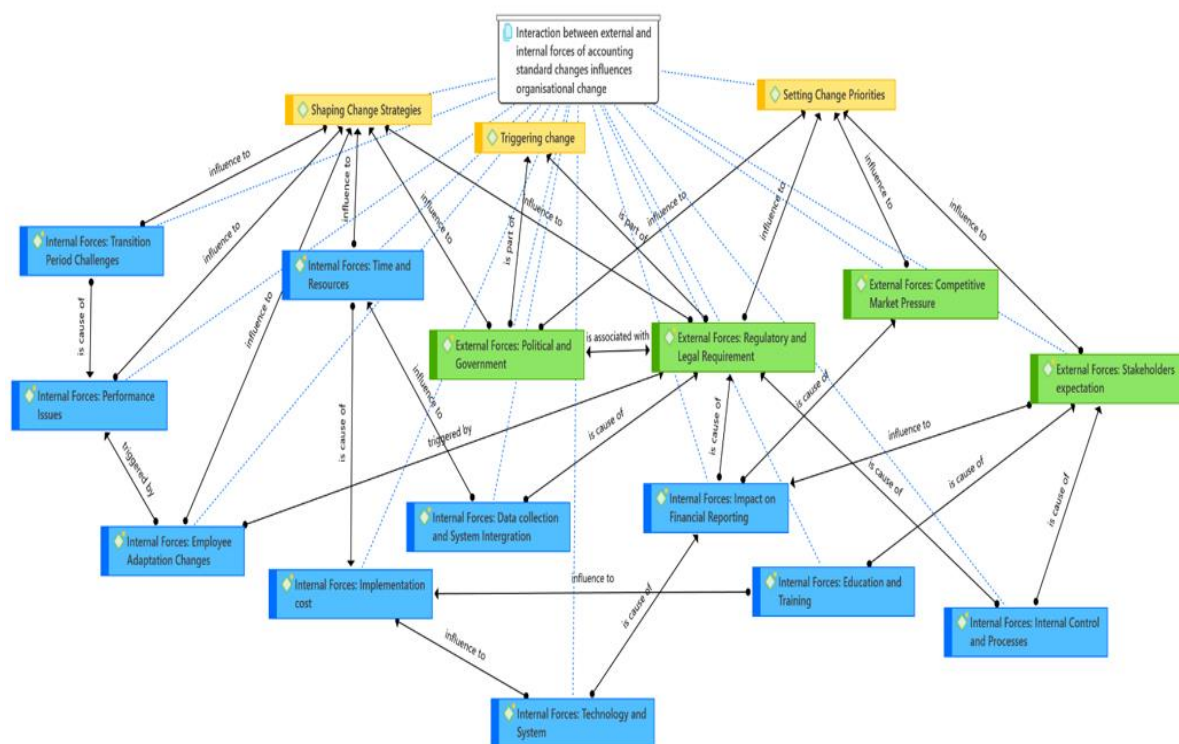 Interaction between external and
internal forces of accounting
standard changes influences
organisational change
Shaping Change Strategies
Setting Change Priorities
Triggering change
influence to
influence to
influence to
influence to
influence to
is part of
influence to
is part of
influence to
influence to
influence to
influence to
Internal Forces: Transition
Period Challenges
Internal Forces: Time and
Resources
External Forces: Competitive
Market Pressure
is cause of
External Forces: Political and
Government
is associated with
External Forces: Regulatory and
Legal Requirement
External Forces: Stakeholders
expectation
Internal Forces: Performance
Issues
is cause of
influence to
triggered by
is cause of
is cause of
is cause of
is cause of
influence to
is cause of
is cause of
triggered by
Internal Forces: Employee
Adaptation Changes
Internal Forces: Data collection
and System Intergration
Internal Forces: Impact on
Financial Reporting
Internal Forces: Implementation
cost
influence to
Internal Forces: Education and
Training
is cause of
Internal Forces: Internal Control
and Processes
influence to
Internal Forces: Technology and
System